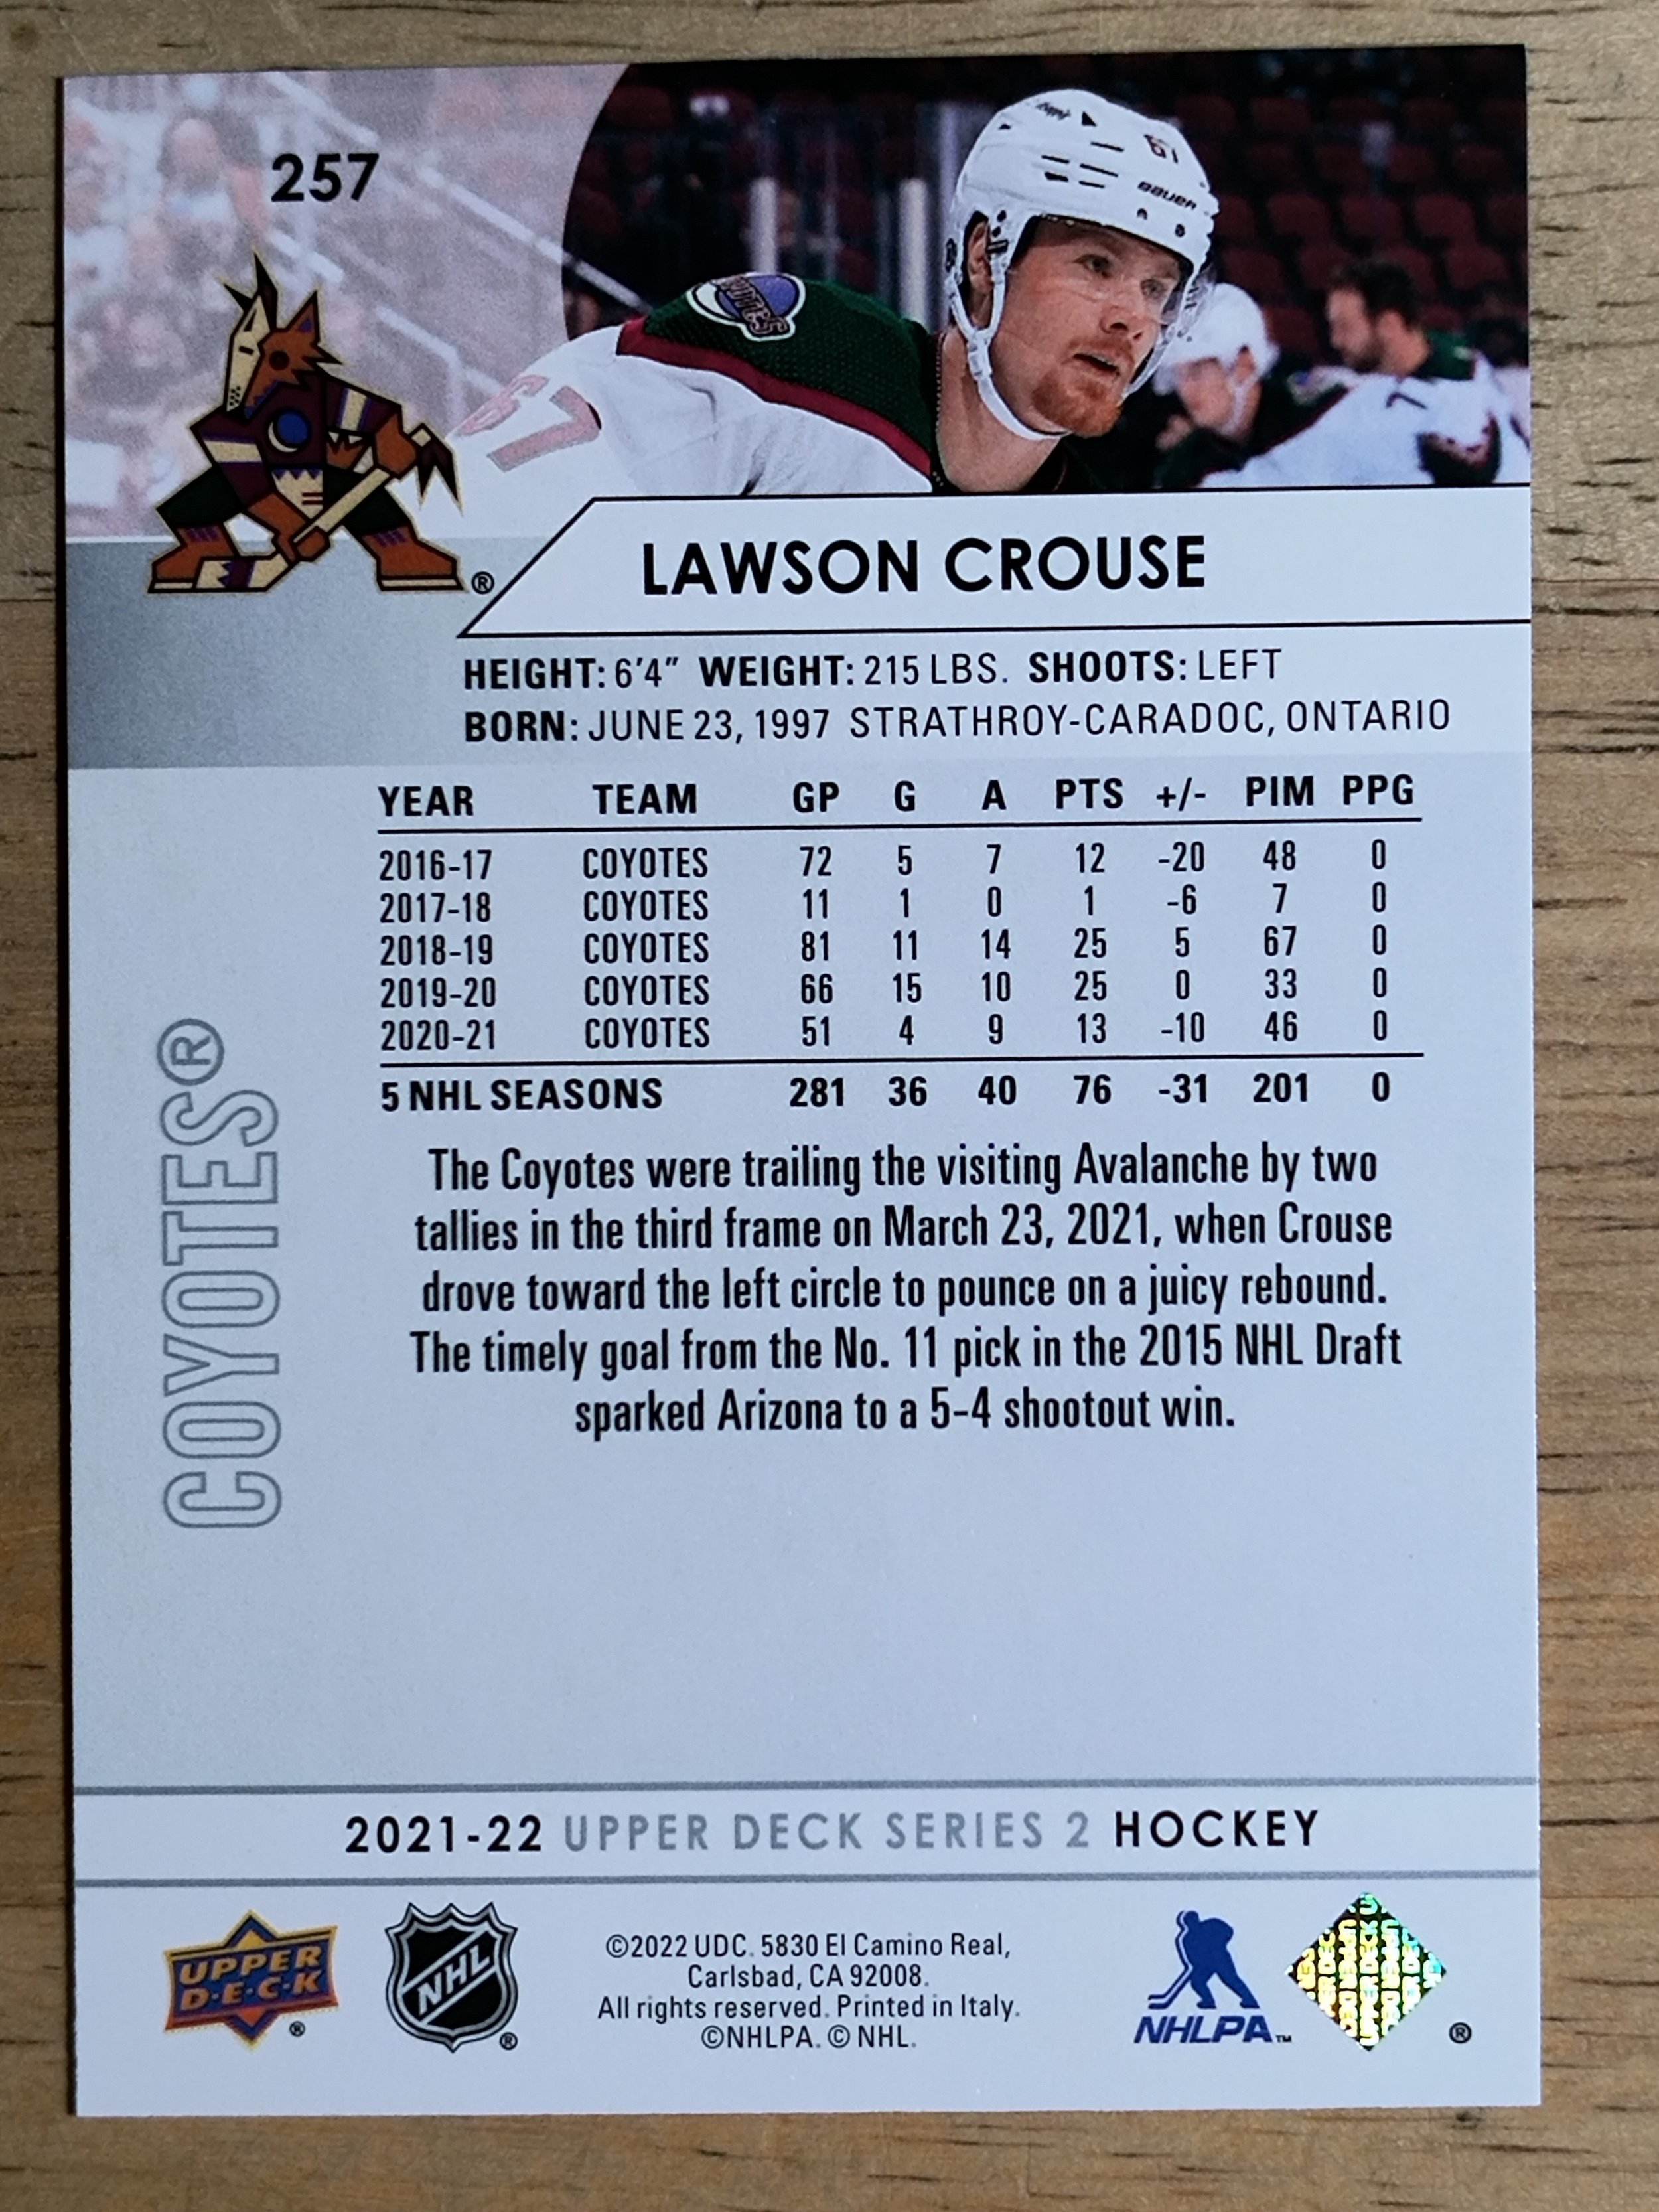 257
67
67
BAUER
LAWSON CROUSE
®
HEIGHT: 6'4" WEIGHT: 215 LBS. SHOOTS: LEFT
BORN: JUNE 23, 1997 STRATHROY-CARADOC, ONTARIO
YEAR TEAM GP G A PTS +/- PIM PPG
2016-17 COYOTES 72 5 7 12 -20 48 0
2017-18 COYOTES 11 1 0 1 -6 7 0
2018-19 COYOTES 81 11 14 25 5 67 0
2019-20 COYOTES 66 15 10 25 0 33 0
2020-21 COYOTES 51 4 9 13 -10 46 0
5 NHL SEASONS 281 36 40 76 -31 201 0
COYOTES®
The Coyotes were trailing the visiting Avalanche by two
tallies in the third frame on March 23, 2021, when Crouse
drove toward the left circle to pounce on a juicy rebound.
The timely goal from the No. 11 pick in the 2015 NHL Draft
sparked Arizona to a 5-4 shootout win.
2021-22 UPPER DECK SERIES 2 HOCKEY
UPPER
D·E·C·K
®
NHL
®
©2022 UDC. 5830 El Camino Real,
Carlsbad, CA 92008.
All rights reserved. Printed in Italy.
©NHLPA. © NHL.
NHLPA™
®